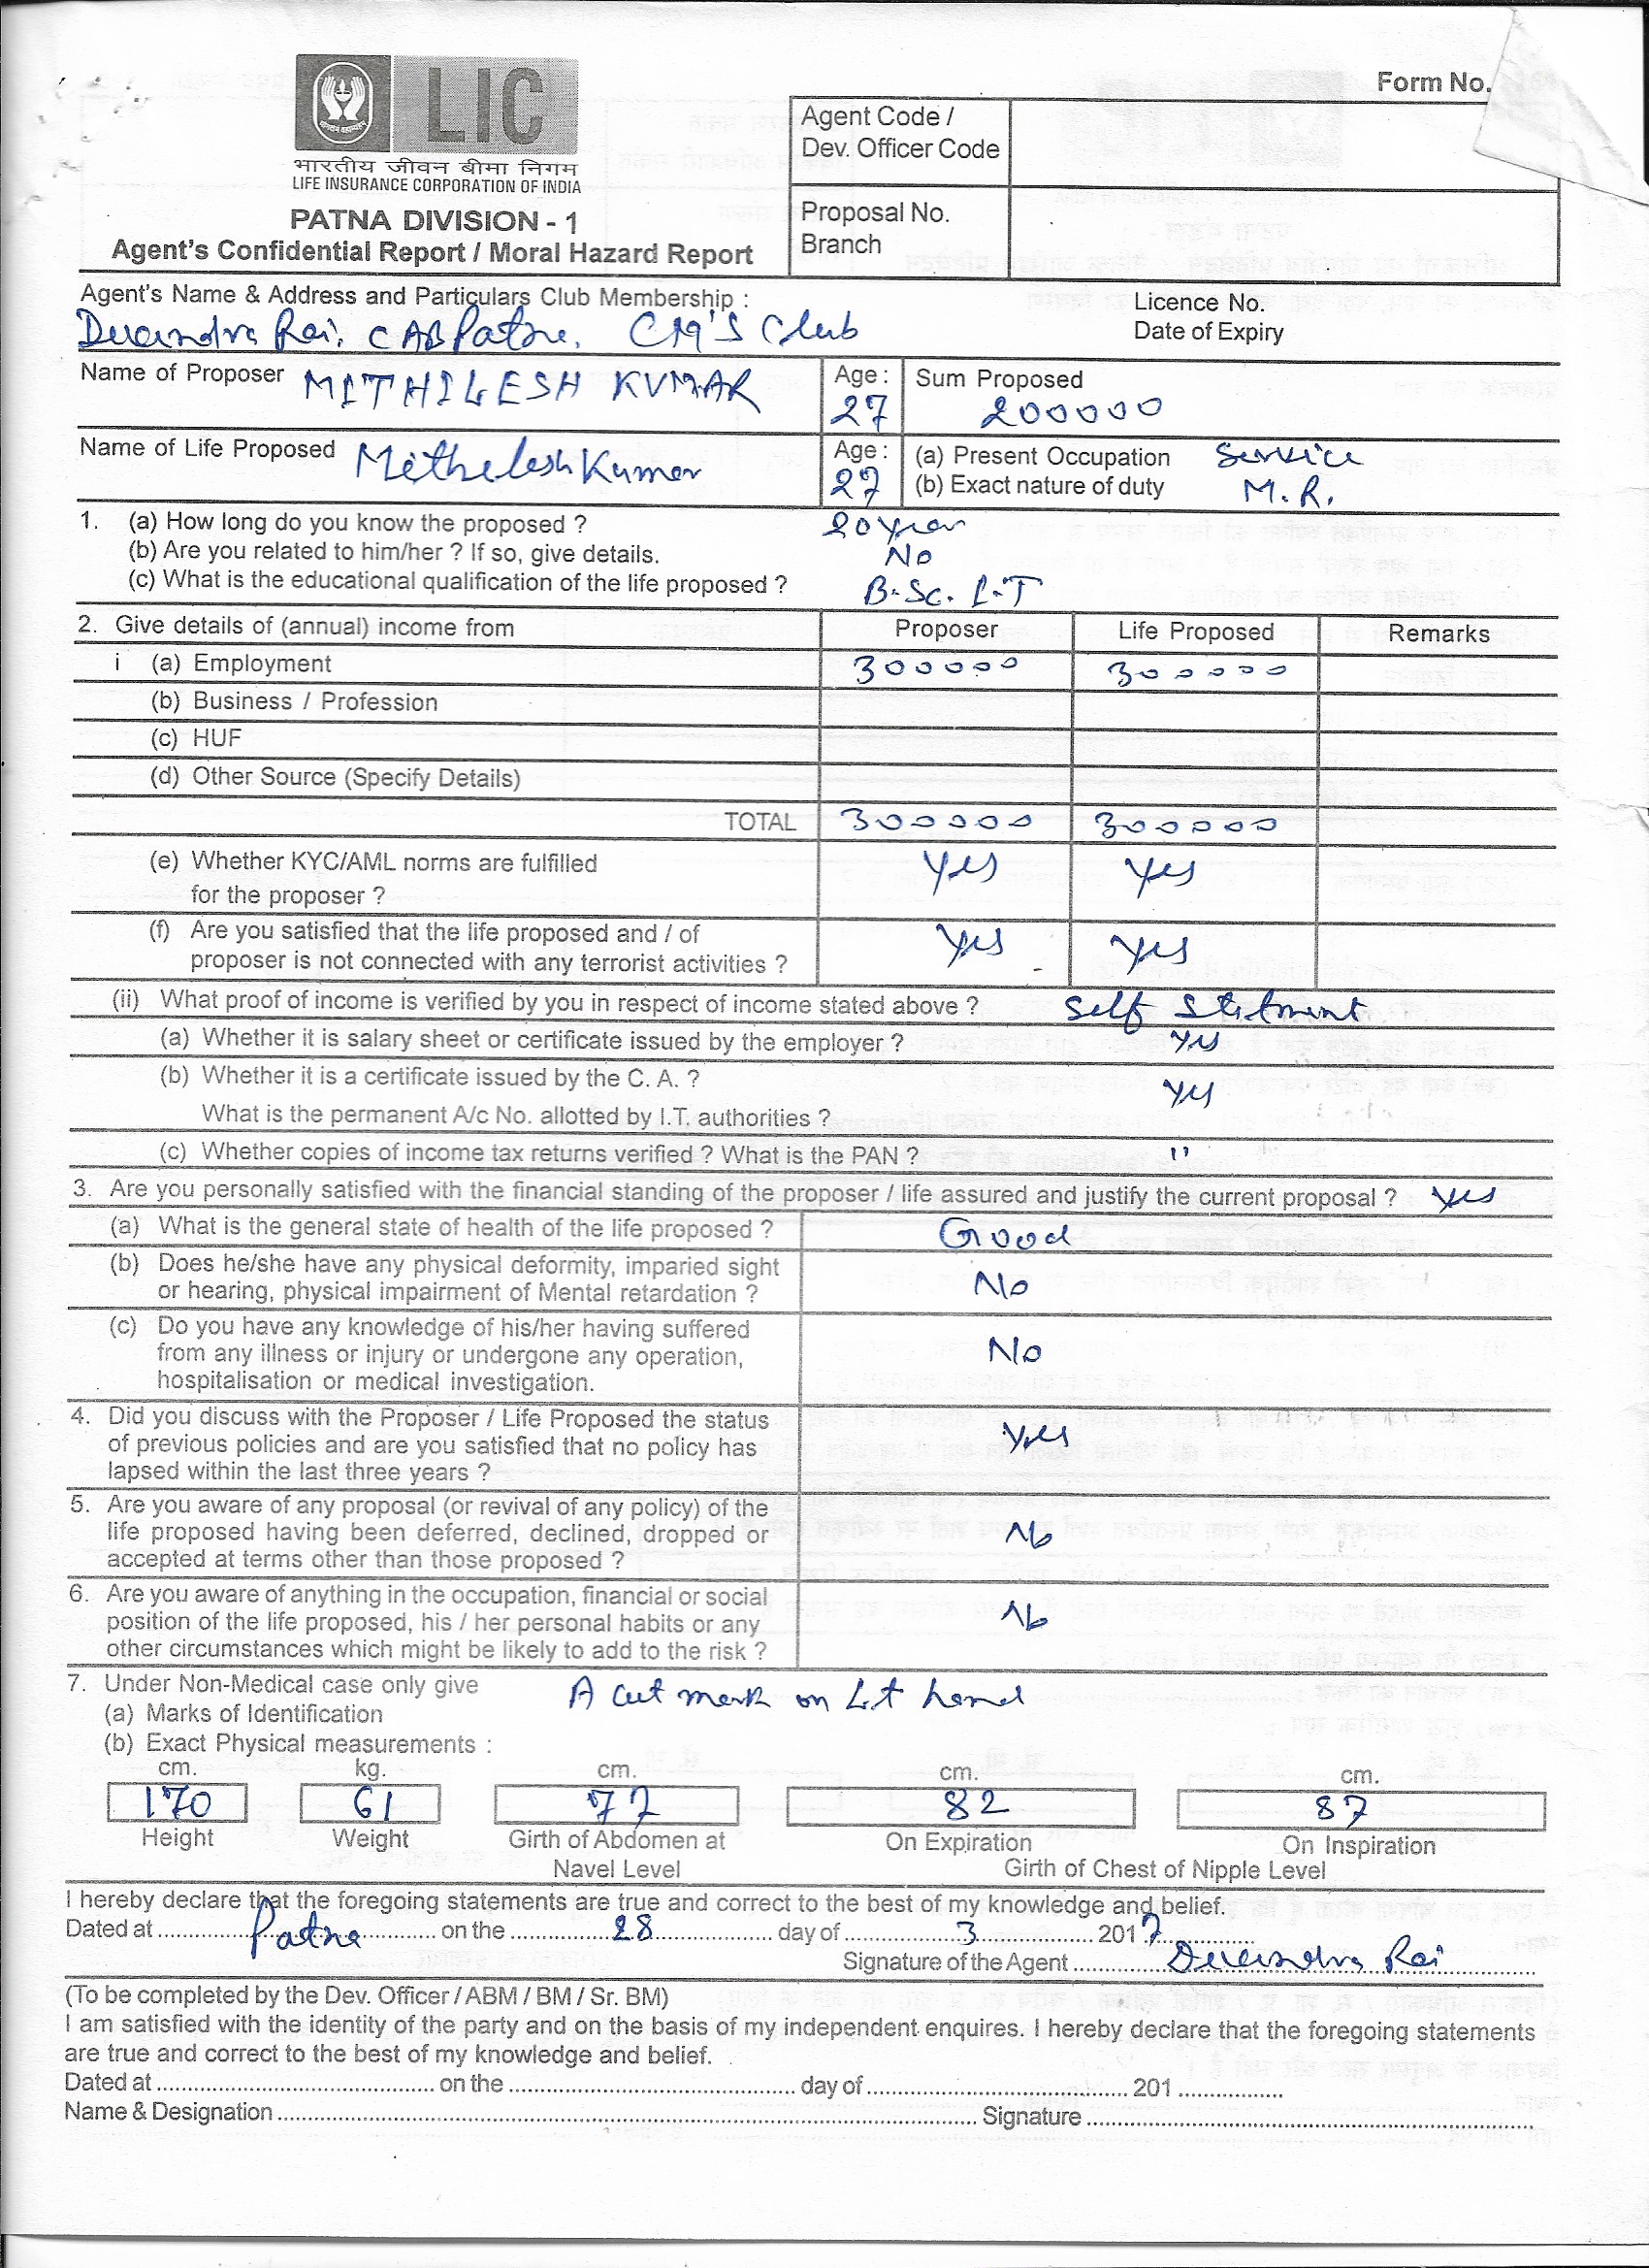 Form No.
LIC
भारतीय जीवन बीमा निगम
LIFE INSURANCE CORPORATION OF INDIA
PATNA DIVISION - 1
Agent's Confidential Report / Moral Hazard Report
Agent Code /
Dev. Officer Code
Proposal No.
Branch
Agent's Name & Address and Particulars Club Membership :
Licence No.
Devendra Rai. CAB Patna. CM'S Club
Date of Expiry
Name of Proposer MITHILESH KUMAR Age : 27 Sum Proposed 200000
Name of Life Proposed Mithelesh Kumar Age : 27
(a) Present Occupation Service
(b) Exact nature of duty M.R.
1. (a) How long do you know the proposed ? 20 year
(b) Are you related to him/her ? If so, give details. No
(c) What is the educational qualification of the life proposed ? B.Sc. I.T
2. Give details of (annual) income from Proposer Life Proposed Remarks
i (a) Employment 300000 300000
(b) Business / Profession
(c) HUF
(d) Other Source (Specify Details)
TOTAL 300000 300000
(e) Whether KYC/AML norms are fulfilled Yes Yes
for the proposer ?
(f) Are you satisfied that the life proposed and / of Yes Yes
proposer is not connected with any terrorist activities ?
(ii) What proof of income is verified by you in respect of income stated above ? Self Stitment
(a) Whether it is salary sheet or certificate issued by the employer ? Yes
(b) Whether it is a certificate issued by the C. A. ? Yes
What is the permanent A/c No. allotted by I.T. authorities ?
(c) Whether copies of income tax returns verified ? What is the PAN ? "
3. Are you personally satisfied with the financial standing of the proposer / life assured and justify the current proposal ? Yes
(a) What is the general state of health of the life proposed ? Good
(b) Does he/she have any physical deformity, imparied sight
or hearing, physical impairment of Mental retardation ? No
(c) Do you have any knowledge of his/her having suffered
from any illness or injury or undergone any operation, No
hospitalisation or medical investigation.
4. Did you discuss with the Proposer / Life Proposed the status
of previous policies and are you satisfied that no policy has Yes
lapsed within the last three years ?
5. Are you aware of any proposal (or revival of any policy) of the
life proposed having been deferred, declined, dropped or No
accepted at terms other than those proposed ?
6. Are you aware of anything in the occupation, financial or social
position of the life proposed, his / her personal habits or any No
other circumstances which might be likely to add to the risk ?
7. Under Non-Medical case only give A cut mark on Lt hand
(a) Marks of Identification
(b) Exact Physical measurements :
cm. kg. cm. cm. cm.
170 61 77 82 87
Height Weight Girth of Abdomen at On Expiration On Inspiration
Navel Level Girth of Chest of Nipple Level
I hereby declare that the foregoing statements are true and correct to the best of my knowledge and belief.
Dated at Patna on the 28 day of 3 2017
Signature of the Agent Devendra Rai
(To be completed by the Dev. Officer / ABM / BM / Sr. BM)
I am satisfied with the identity of the party and on the basis of my independent enquires. I hereby declare that the foregoing statements
are true and correct to the best of my knowledge and belief.
Dated at on the day of 201
Name & Designation Signature